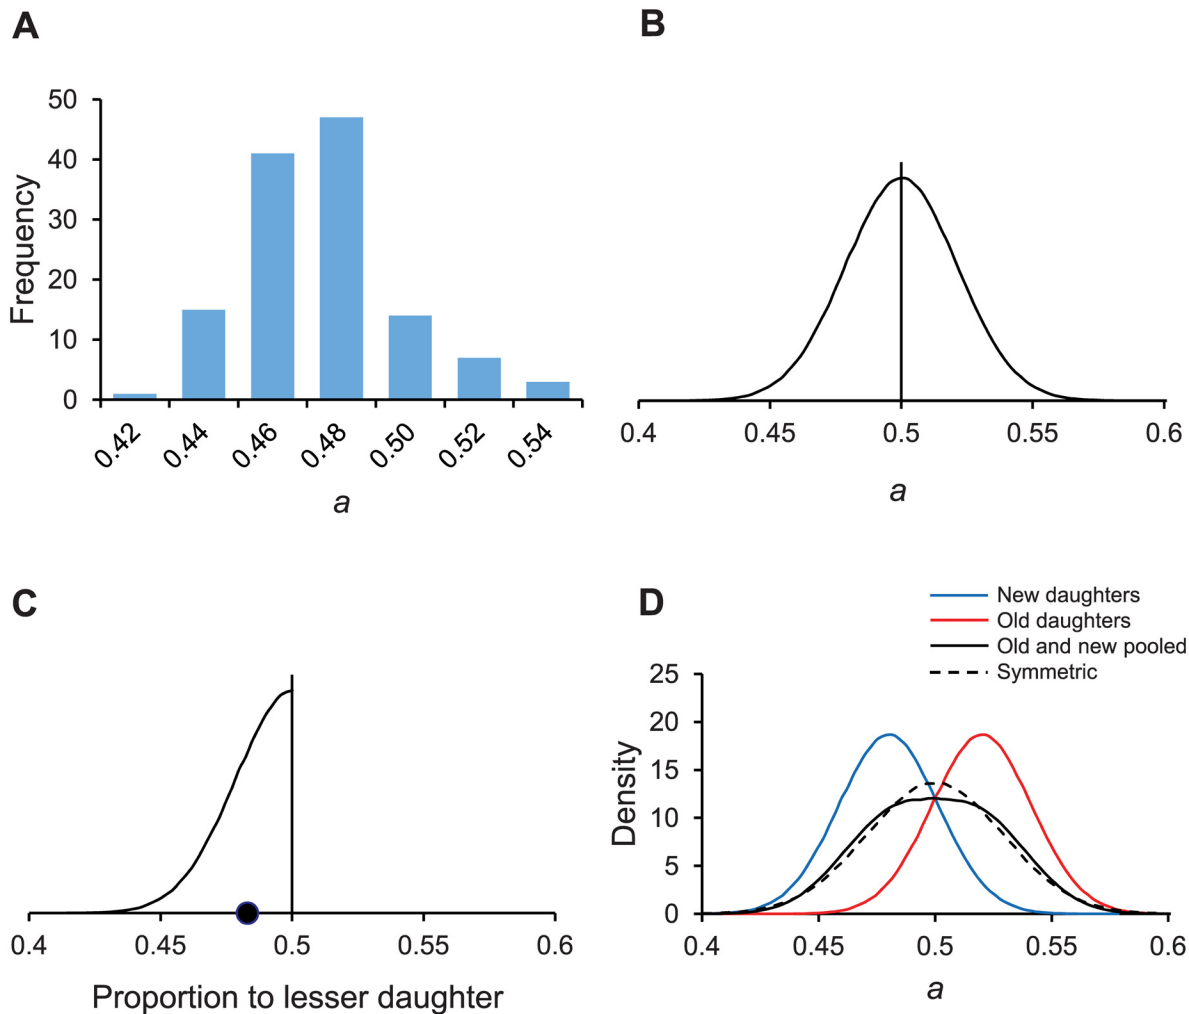 A
50
40
30
20
10
0
Frequency
0.42 0.44 0.46 0.48 0.50 0.52 0.54
a
B
0.4 0.45 0.5 0.55 0.6
a
C
0.4 0.45 0.5 0.55 0.6
Proportion to lesser daughter
D
New daughters
Old daughters
Old and new pooled
Symmetric
25
20
15
10
5
0
Density
0.4 0.45 0.5 0.55 0.6
a